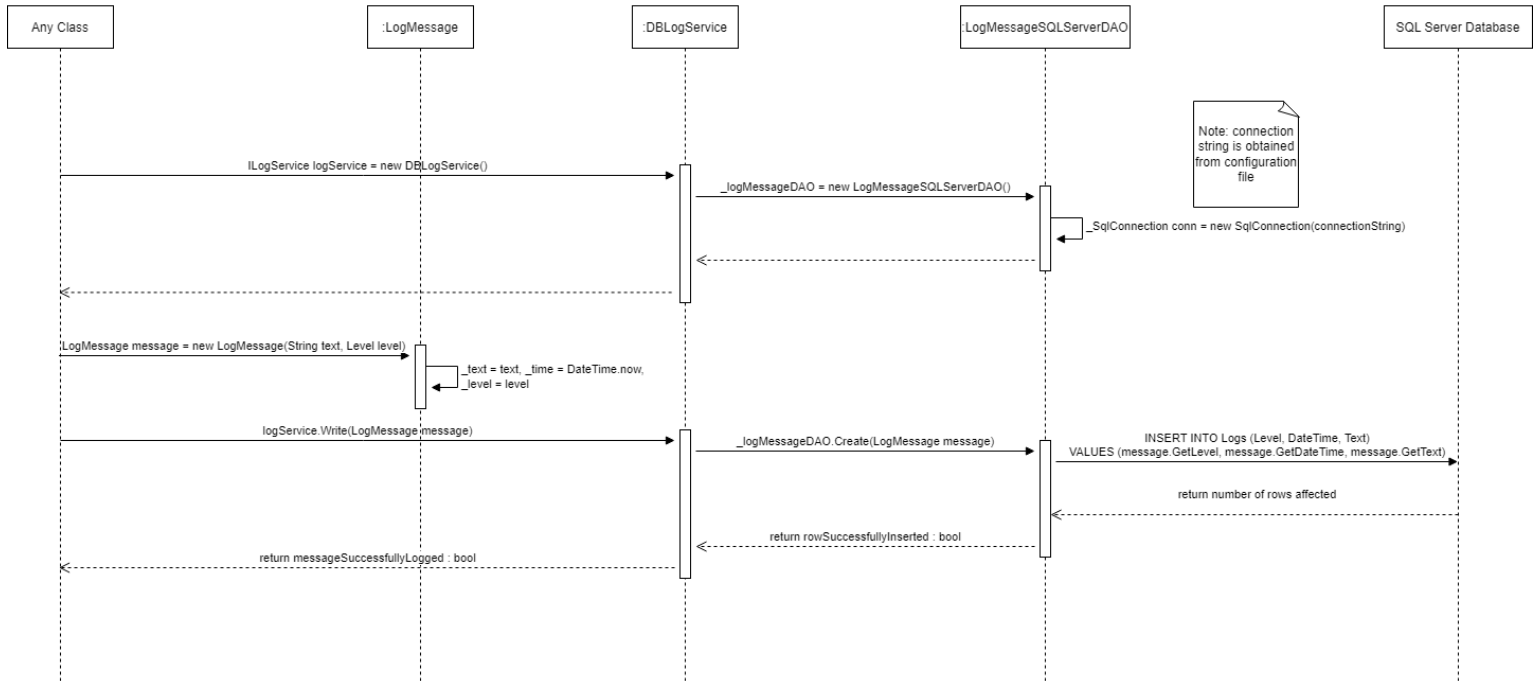 Any Class
:LogMessage
:DBLogService
:LogMessageSQLServerDAO
SQL Server Database
Note: connection
string is obtained
from configuration
file
ILogService logService = new DBLogService()
_logMessageDAO = new LogMessageSQLServerDAO()
_SqlConnection conn = new SqlConnection(connectionString)
LogMessage message = new LogMessage(String text, Level level)
_text = text, _time = DateTime.now,
_level = level
logService.Write(LogMessage message)
_logMessageDAO.Create(LogMessage message)
INSERT INTO Logs (Level, DateTime, Text)
VALUES (message.GetLevel, message.GetDateTime, message.GetText)
return number of rows affected
return rowSuccessfullyInserted : bool
return messageSuccessfullyLogged : bool